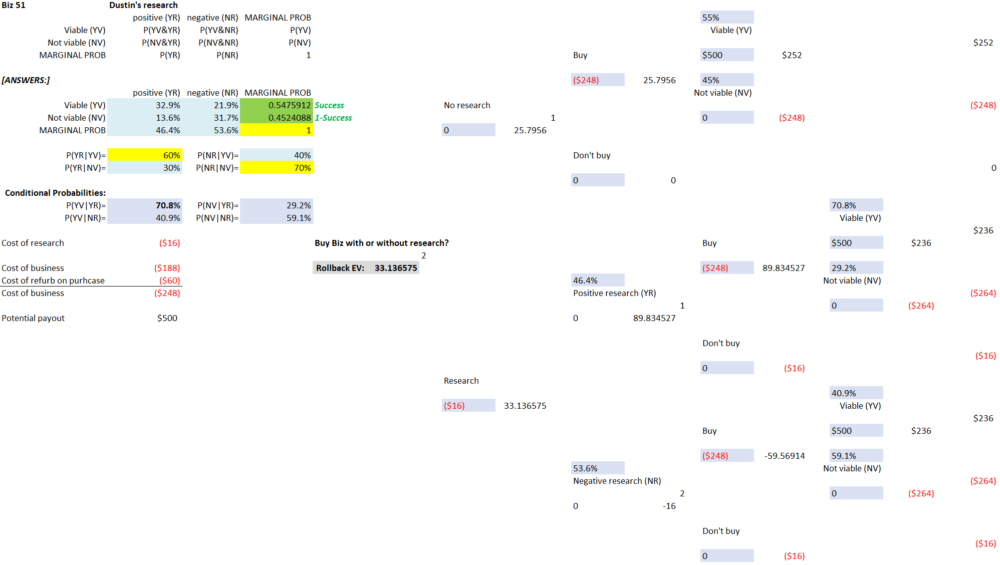 Biz 51 Dustin's research
positive (YR) negative (NR) MARGINAL PROB 55%
Viable (YV) P(YV&YR) P(YV&NR) P(YV) Viable (YV)
Not viable (NV) P(NV&YR) P(NV&NR) P(NV) $252
MARGINAL PROB P(YR) P(NR) 1 Buy $500 $252
[ANSWERS:] ($248) 25.7956 45%
positive (YR) negative (NR) MARGINAL PROB Not viable (NV)
Viable (YV) 32.9% 21.9% 0.5475912 Success No research ($248)
Not viable (NV) 13.6% 31.7% 0.4524088 1-Success 1 0 ($248)
MARGINAL PROB 46.4% 53.6% 1 0 25.7956
P(YR|YV)= 60% P(NR|YV)= 40% Don't buy
P(YR|NV)= 30% P(NR|NV)= 70% 0
0 0
Conditional Probabilities:
P(YV|YR)= 70.8% P(NV|YR)= 29.2% 70.8%
P(YV|NR)= 40.9% P(NV|NR)= 59.1% Viable (YV)
$236
Cost of research ($16) Buy Biz with or without research? Buy $500 $236
2
Cost of business ($188) Rollback EV: 33.136575 ($248) 89.834527 29.2%
Cost of refurb on purhcase ($60) 46.4% Not viable (NV)
Cost of business ($248) Positive research (YR) ($264)
1 0 ($264)
Potential payout $500 0 89.834527
Don't buy
($16)
0 ($16)
Research
40.9%
($16) 33.136575 Viable (YV)
$236
Buy $500 $236
($248) -59.56914 59.1%
53.6% Not viable (NV)
Negative research (NR) ($264)
2 0 ($264)
0 -16
Don't buy
($16)
0 ($16)